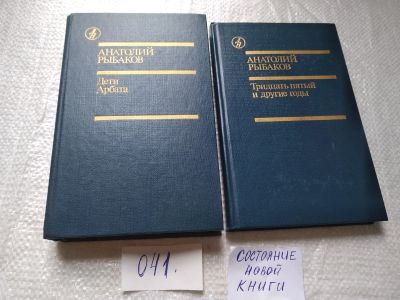 АНАТОЛИЙ
РЫБАКОВ
Дети
Арбата
АНАТОЛИЙ
РЫБАКОВ
Тридцать пятый
и другие годы
041.
СОСТОЯНИЕ
НОВОЙ
КНИГИ